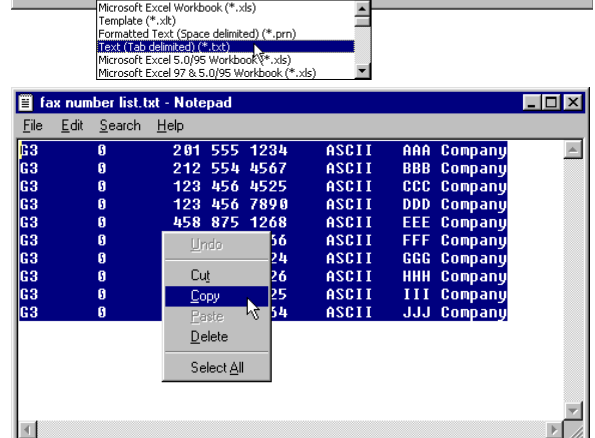 Microsoft Excel Workbook (*.xls)
Template (*.xlt)
Formatted Text (Space delimited) (*.prn)
Text (Tab delimited) (*.txt)
Microsoft Excel 5.0/95 Workbook (*.xls)
Microsoft Excel 97 & 5.0/95 Workbook (*.xls)
fax number list.txt - Notepad
File Edit Search Help
G3 0 201 555 1234 ASCII AAA Company
G3 0 212 554 4567 ASCII BBB Company
G3 0 123 456 4525 ASCII CCC Company
G3 0 123 456 7890 ASCII DDD Company
G3 0 458 875 1268 ASCII EEE Company
G3 0 66 ASCII FFF Company
G3 0 24 ASCII GGG Company
G3 0 26 ASCII HHH Company
G3 0 25 ASCII III Company
G3 0 64 ASCII JJJ Company
Undo
Cut
Copy
Paste
Delete
Select All